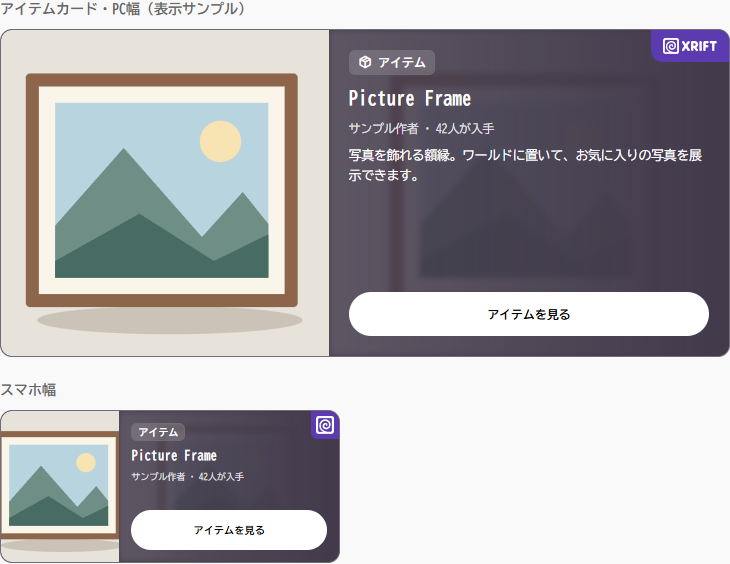 アイテムカード・PC幅（表示サンプル）
XRIFT
アイテム
Picture Frame
サンプル作者 ・ 42人が入手
写真を飾れる額縁。ワールドに置いて、お気に入りの写真を展
示できます。
アイテムを見る
スマホ幅
アイテム
Picture Frame
サンプル作者 ・ 42人が入手
アイテムを見る